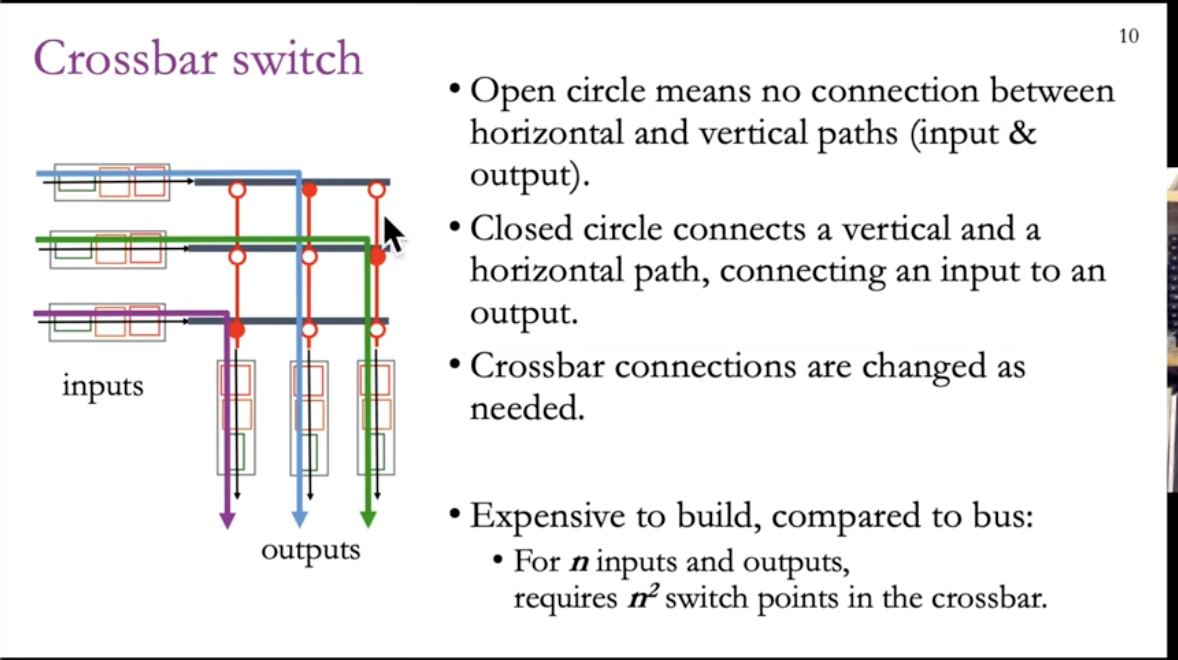 10
Crossbar switch
• Open circle means no connection between
horizontal and vertical paths (input &
output).
• Closed circle connects a vertical and a
horizontal path, connecting an input to an
output.
• Crossbar connections are changed as
needed.
• Expensive to build, compared to bus:
• For n inputs and outputs,
requires n² switch points in the crossbar.
inputs
outputs